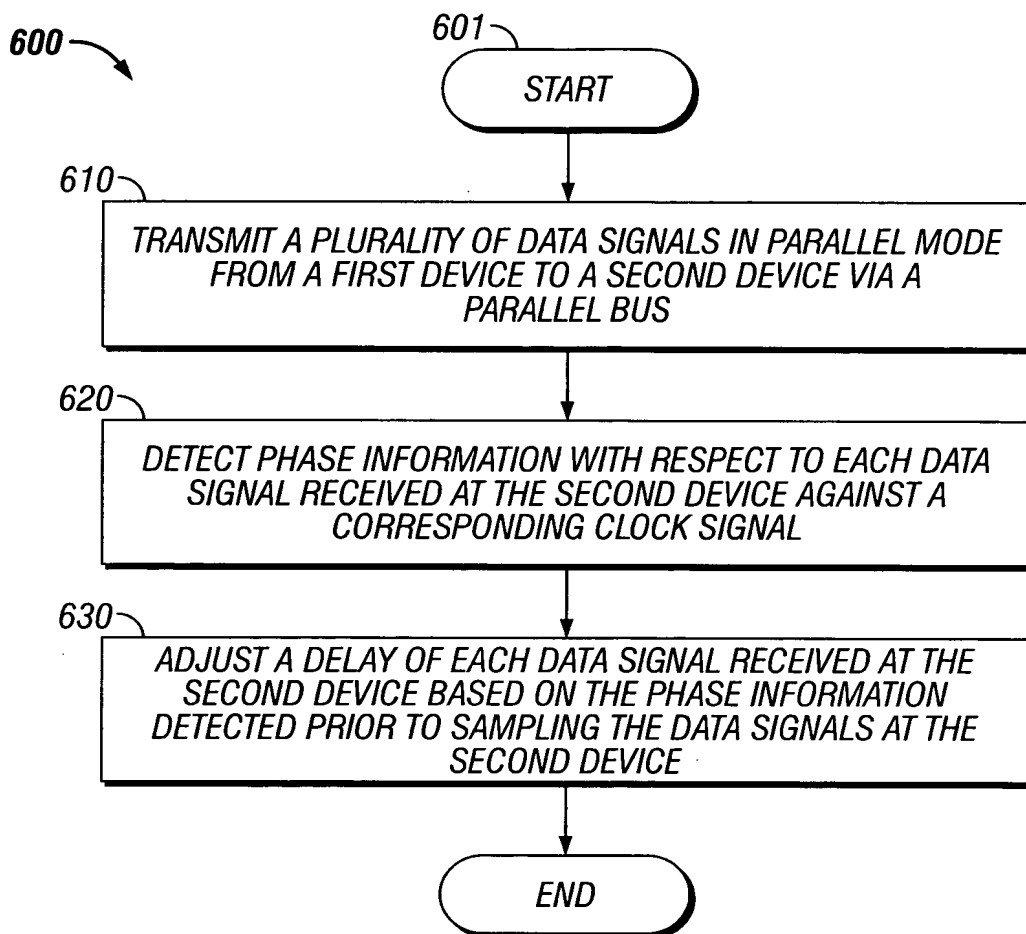 600
601
START
610
TRANSMIT A PLURALITY OF DATA SIGNALS IN PARALLEL MODE
FROM A FIRST DEVICE TO A SECOND DEVICE VIA A
PARALLEL BUS
620
DETECT PHASE INFORMATION WITH RESPECT TO EACH DATA
SIGNAL RECEIVED AT THE SECOND DEVICE AGAINST A
CORRESPONDING CLOCK SIGNAL
630
ADJUST A DELAY OF EACH DATA SIGNAL RECEIVED AT THE
SECOND DEVICE BASED ON THE PHASE INFORMATION
DETECTED PRIOR TO SAMPLING THE DATA SIGNALS AT THE
SECOND DEVICE
END